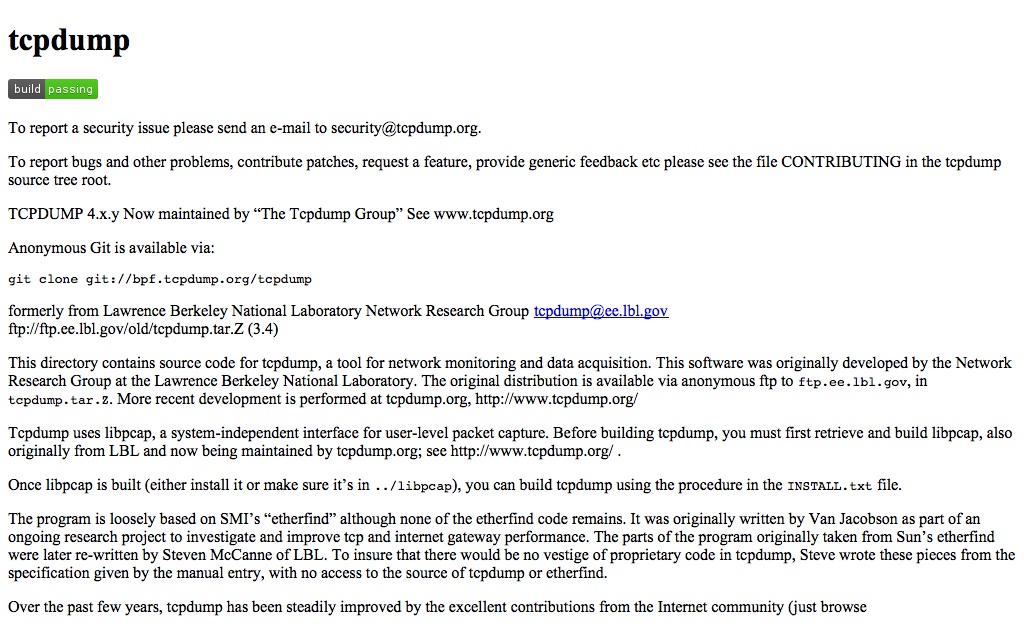 tcpdump
build passing
To report a security issue please send an e-mail to security@tcpdump.org.
To report bugs and other problems, contribute patches, request a feature, provide generic feedback etc please see the file CONTRIBUTING in the tcpdump
source tree root.
TCPDUMP 4.x.y Now maintained by “The Tcpdump Group” See www.tcpdump.org
Anonymous Git is available via:
git clone git://bpf.tcpdump.org/tcpdump
formerly from Lawrence Berkeley National Laboratory Network Research Group tcpdump@ee.lbl.gov
ftp://ftp.ee.lbl.gov/old/tcpdump.tar.Z (3.4)
This directory contains source code for tcpdump, a tool for network monitoring and data acquisition. This software was originally developed by the Network
Research Group at the Lawrence Berkeley National Laboratory. The original distribution is available via anonymous ftp to ftp.ee.lbl.gov, in
tcpdump.tar.Z. More recent development is performed at tcpdump.org, http://www.tcpdump.org/
Tcpdump uses libpcap, a system-independent interface for user-level packet capture. Before building tcpdump, you must first retrieve and build libpcap, also
originally from LBL and now being maintained by tcpdump.org; see http://www.tcpdump.org/ .
Once libpcap is built (either install it or make sure it’s in ../libpcap), you can build tcpdump using the procedure in the INSTALL.txt file.
The program is loosely based on SMI’s “etherfind” although none of the etherfind code remains. It was originally written by Van Jacobson as part of an
ongoing research project to investigate and improve tcp and internet gateway performance. The parts of the program originally taken from Sun’s etherfind
were later re-written by Steven McCanne of LBL. To insure that there would be no vestige of proprietary code in tcpdump, Steve wrote these pieces from the
specification given by the manual entry, with no access to the source of tcpdump or etherfind.
Over the past few years, tcpdump has been steadily improved by the excellent contributions from the Internet community (just browse